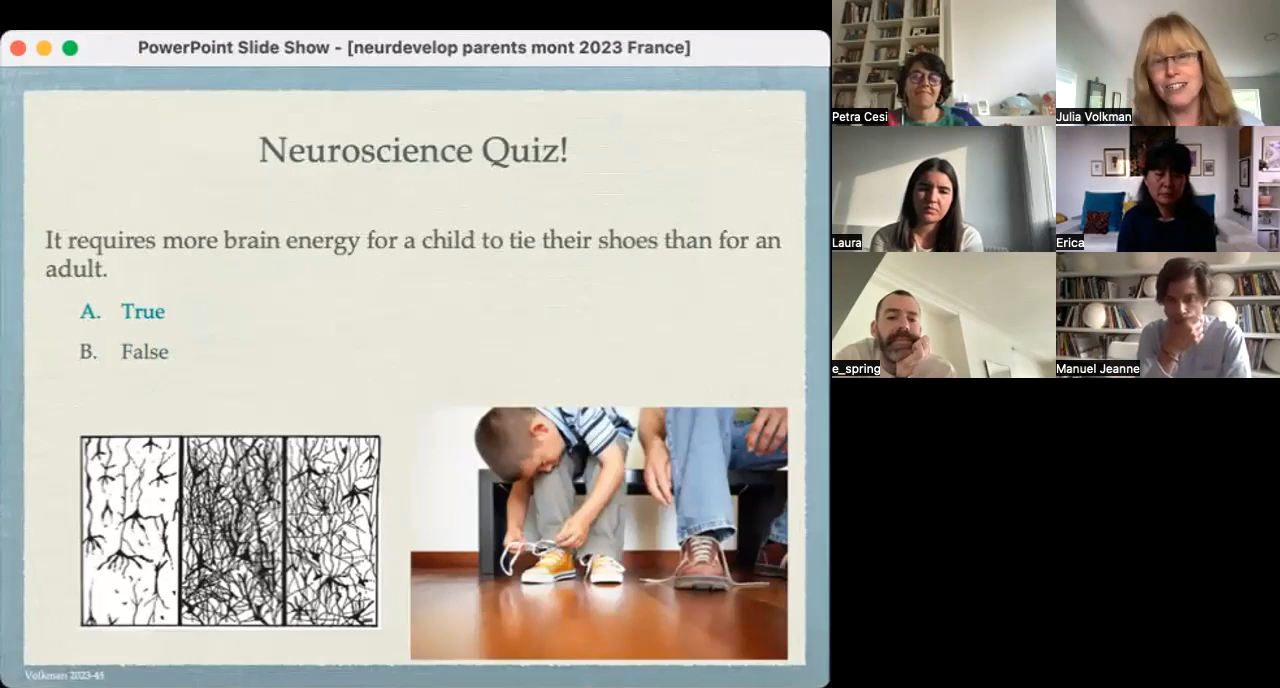 PowerPoint Slide Show - [neurdevelop parents mont 2023 France]
Neuroscience Quiz!
It requires more brain energy for a child to tie their shoes than for an
adult.
A. True
B. False
Volkman 2023-45
Petra Cesi
Julia Volkman
Laura
Erica
e_spring
Manuel Jeanne